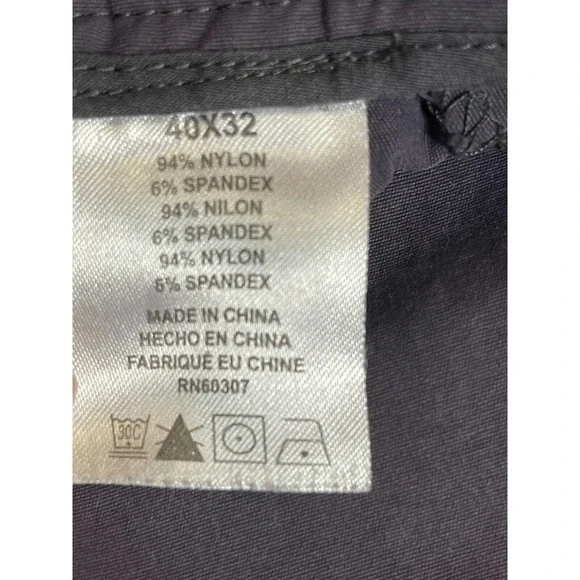 40X32
94% NYLON
6% SPANDEX
94% NILON
6% SPANDEX
94% NYLON
6% SPANDEX
MADE IN CHINA
HECHO EN CHINA
FABRIQUÉ EU CHINE
RN60307
30C